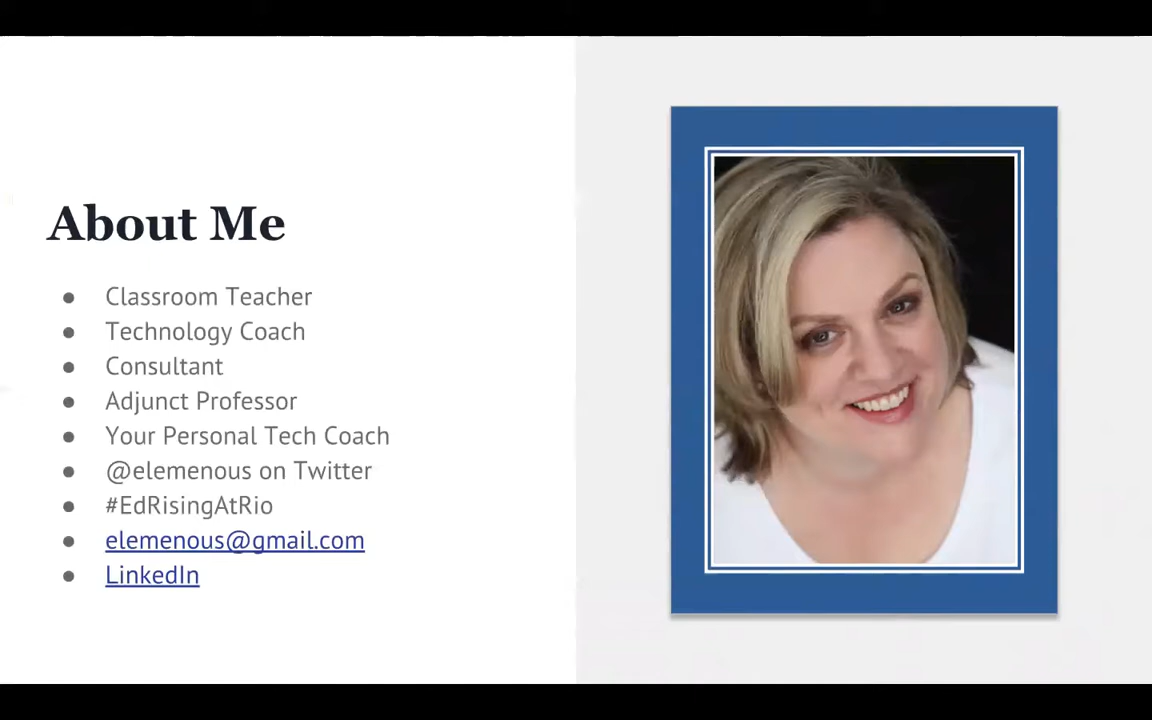 About Me
Classroom Teacher
Technology Coach
Consultant
Adjunct Professor
Your Personal Tech Coach
@elemenous on Twitter
#EdRisingAtRio
elemenous@gmail.com
LinkedIn